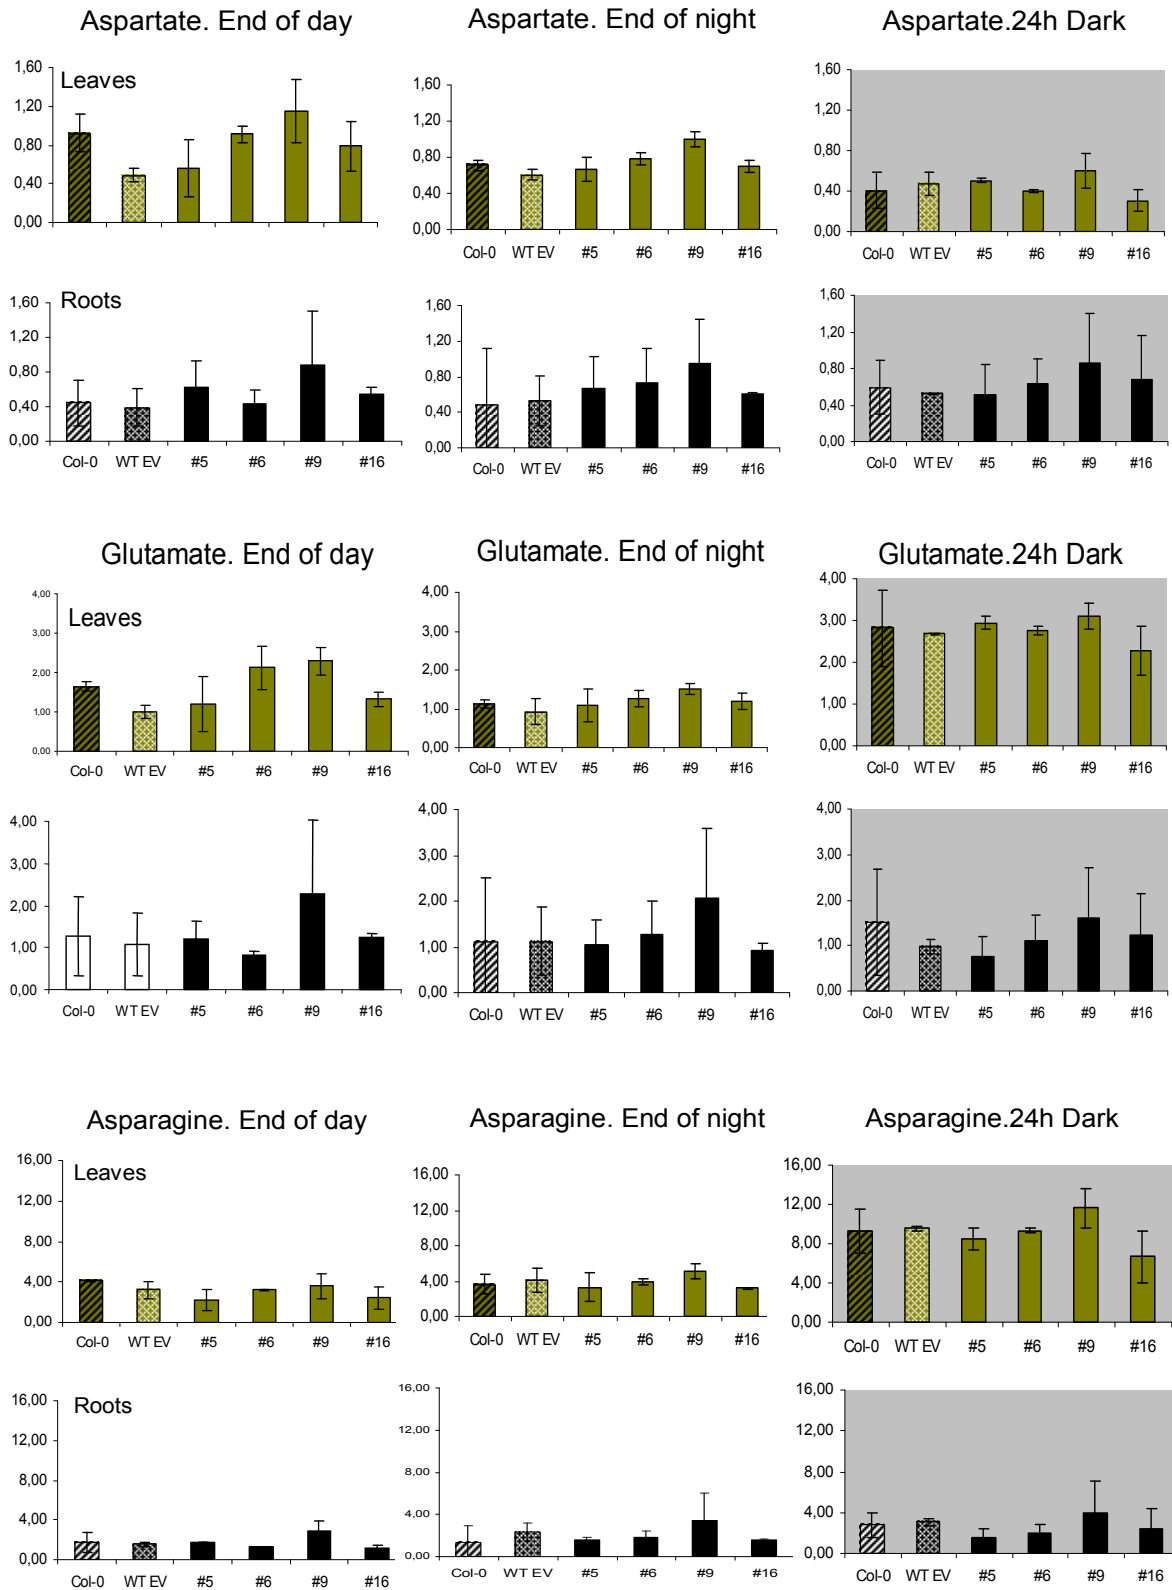 Aspartate. End of day
Aspartate. End of night
Aspartate.24h Dark
Leaves
1,60
1,20
0,80
0,40
0,00
1,60
1,20
0,80
0,40
0,00
Col-0 WT EV #5 #6 #9 #16
1,60
1,20
0,80
0,40
0,00
Col-0 WT EV #5 #6 #9 #16
Roots
1,60
1,20
0,80
0,40
0,00
Col-0 WT EV #5 #6 #9 #16
1,60
1,20
0,80
0,40
0,00
Col-0 WT EV #5 #6 #9 #16
1,60
1,20
0,80
0,40
0,00
Col-0 WT EV #5 #6 #9 #16
Glutamate. End of day
Glutamate. End of night
Glutamate.24h Dark
Leaves
4,00
3,00
2,00
1,00
0,00
Col-0 WT EV #5 #6 #9 #16
4,00
3,00
2,00
1,00
0,00
Col-0 WT EV #5 #6 #9 #16
4,00
3,00
2,00
1,00
0,00
Col-0 WT EV #5 #6 #9 #16
4,00
3,00
2,00
1,00
0,00
Col-0 WT EV #5 #6 #9 #16
4,00
3,00
2,00
1,00
0,00
Col-0 WT EV #5 #6 #9 #16
4,00
3,00
2,00
1,00
0,00
Col-0 WT EV #5 #6 #9 #16
Asparagine. End of day
Asparagine. End of night
Asparagine.24h Dark
Leaves
16,00
12,00
8,00
4,00
0,00
Col-0 WT EV #5 #6 #9 #16
16,00
12,00
8,00
4,00
0,00
Col-0 WT EV #5 #6 #9 #16
16,00
12,00
8,00
4,00
0,00
Col-0 WT EV #5 #6 #9 #16
Roots
16,00
12,00
8,00
4,00
0,00
Col-0 WT EV #5 #6 #9 #16
16,00
12,00
8,00
4,00
0,00
Col-0 WT EV #5 #6 #9 #16
16,00
12,00
8,00
4,00
0,00
Col-0 WT EV #5 #6 #9 #16